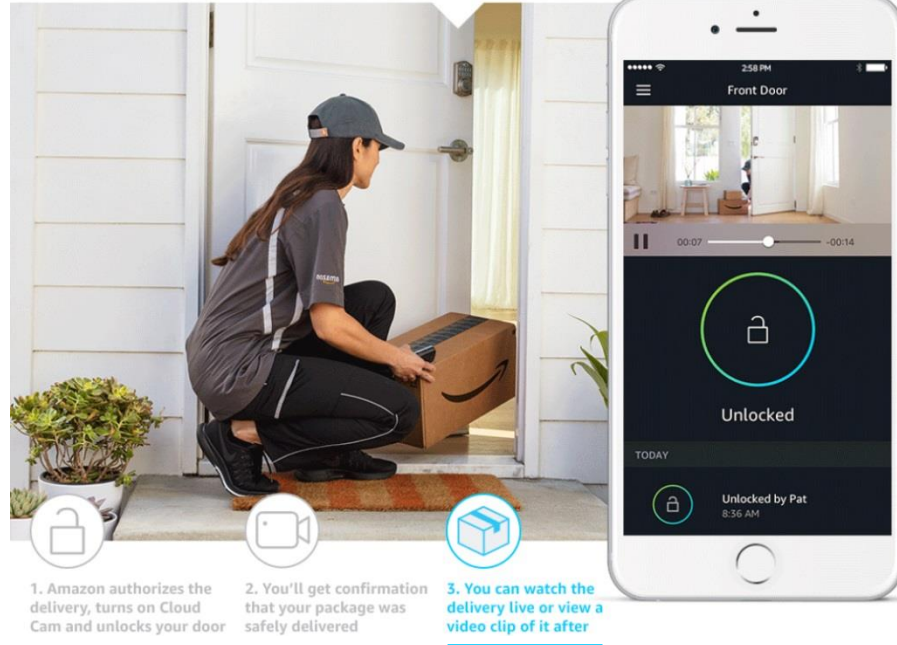 2:58 PM
Front Door
00:07
-00:14
Unlocked
TODAY
Unlocked by Pat
8:36 AM
1. Amazon authorizes the
delivery, turns on Cloud
Cam and unlocks your door
2. You'll get confirmation
that your package was
safely delivered
3. You can watch the
delivery live or view a
video clip of it after